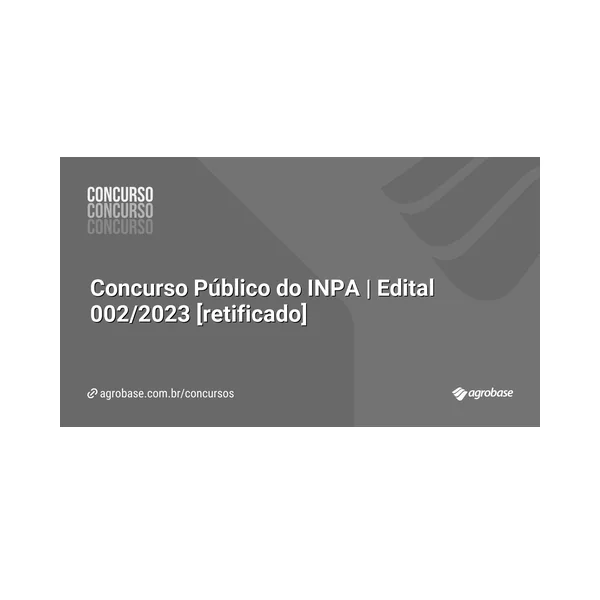 CONCURSO
CONCURSO
CONCURSO
Concurso Público do INPA | Edital
002/2023 [retificado]
agrobase.com.br/concursos
agrobase